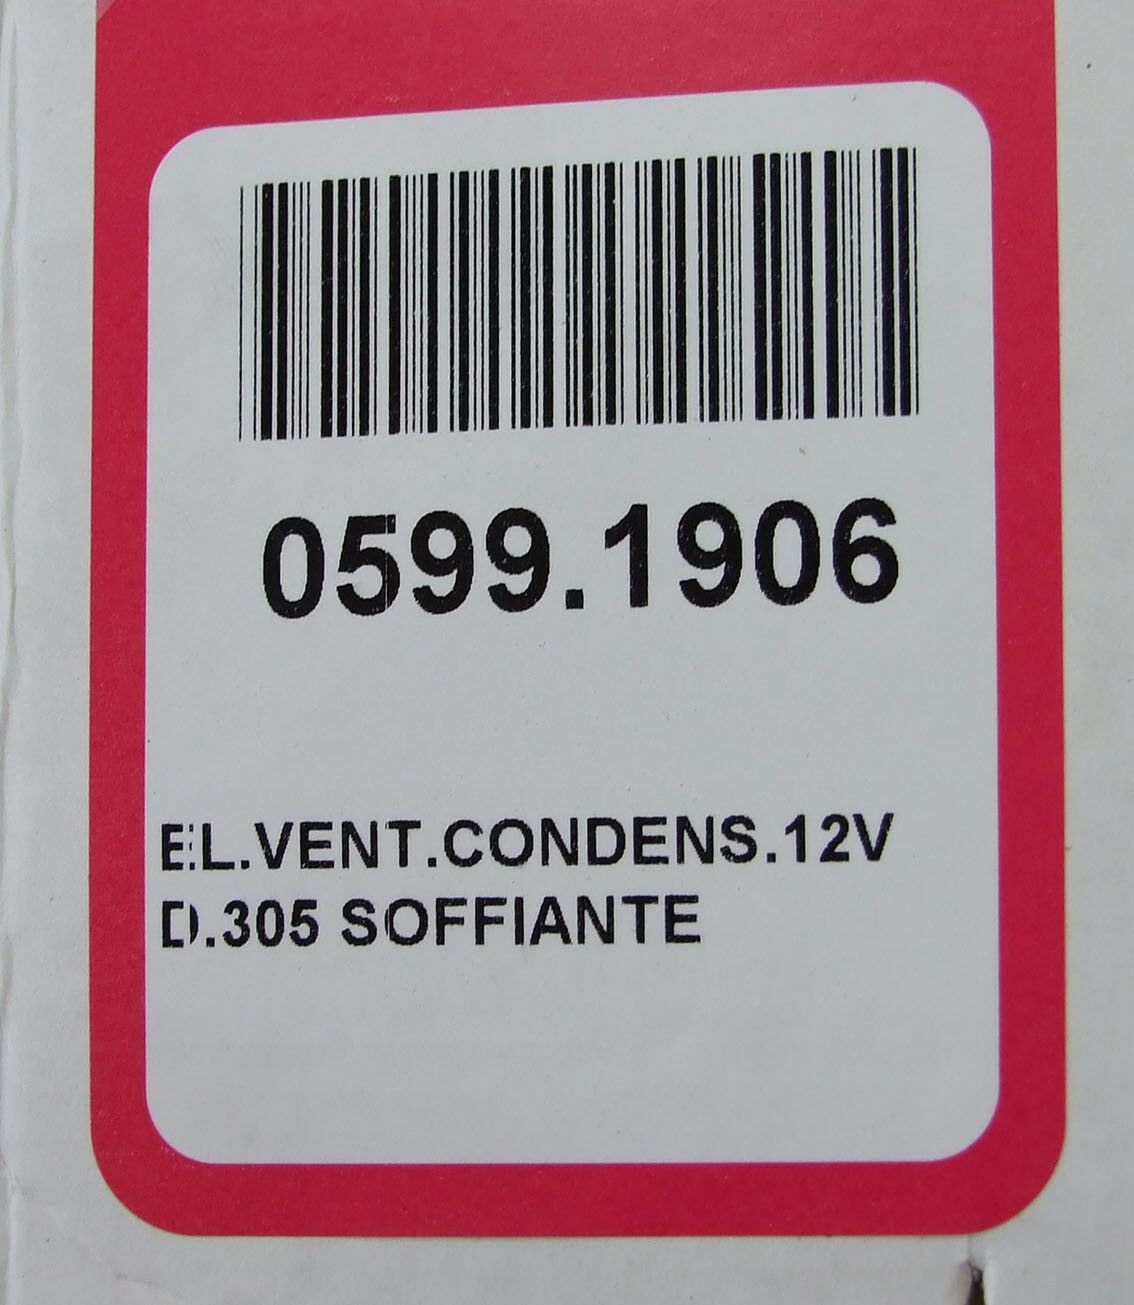 0599.1906
EL.VENT.CONDENS.12V
D.305 SOFFIANTE